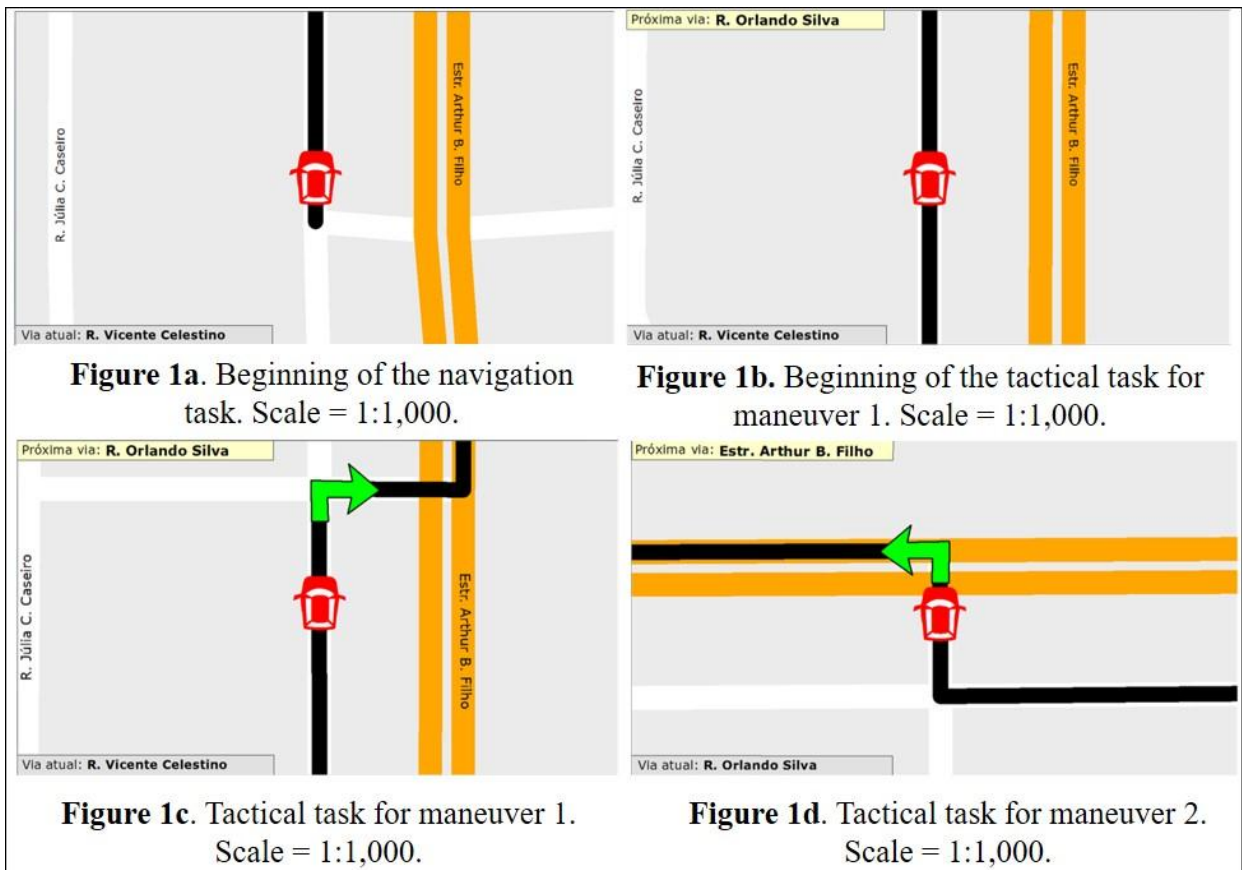 R. Júlia C. Caseiro
Estr. Arthur B. Filho
Via atual: R. Vicente Celestino
Figure 1a. Beginning of the navigation
task. Scale = 1:1,000.
Próxima via: R. Orlando Silva
R. Júlia C. Caseiro
Estr. Arthur B. Filho
Via atual: R. Vicente Celestino
Figure 1b. Beginning of the tactical task for
maneuver 1. Scale = 1:1,000.
Próxima via: R. Orlando Silva
R. Júlia C. Caseiro
Estr. Arthur B. Filho
Via atual: R. Vicente Celestino
Figure 1c. Tactical task for maneuver 1.
Scale = 1:1,000.
Próxima via: Estr. Arthur B. Filho
Via atual: R. Orlando Silva
Figure 1d. Tactical task for maneuver 2.
Scale = 1:1,000.